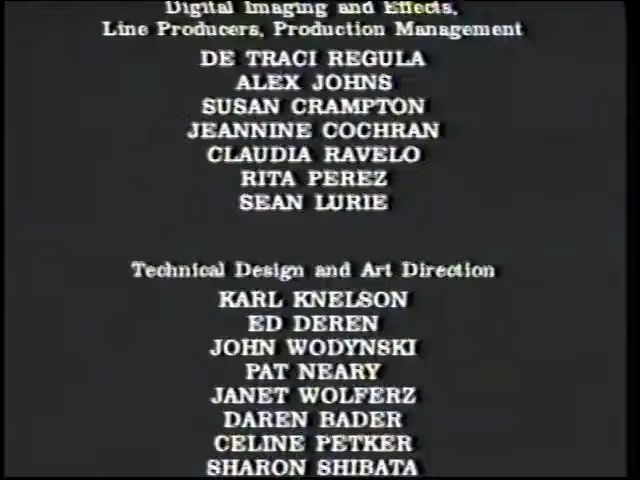 Digital Imaging and Effects,
Line Producers, Production Management
DE TRACI REGULA
ALEX JOHNS
SUSAN CRAMPTON
JEANNINE COCHRAN
CLAUDIA RAVELO
RITA PEREZ
SEAN LURIE
Technical Design and Art Direction
KARL KNELSON
ED DEREN
JOHN WODYNSKI
PAT NEARY
JANET WOLFERZ
DAREN BADER
CELINE PETKER
SHARON SHIBATA